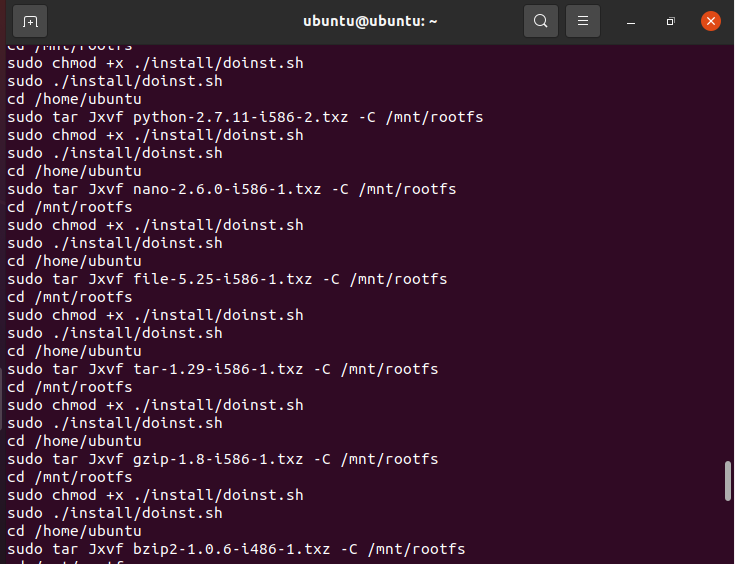 ubuntu@ubuntu: ~
cd /mnt/rootfs
sudo chmod +x ./install/doinst.sh
sudo ./install/doinst.sh
cd /home/ubuntu
sudo tar Jxvf python-2.7.11-i586-2.txz -C /mnt/rootfs
sudo chmod +x ./install/doinst.sh
sudo ./install/doinst.sh
cd /home/ubuntu
sudo tar Jxvf nano-2.6.0-i586-1.txz -C /mnt/rootfs
cd /mnt/rootfs
sudo chmod +x ./install/doinst.sh
sudo ./install/doinst.sh
cd /home/ubuntu
sudo tar Jxvf file-5.25-i586-1.txz -C /mnt/rootfs
cd /mnt/rootfs
sudo chmod +x ./install/doinst.sh
sudo ./install/doinst.sh
cd /home/ubuntu
sudo tar Jxvf tar-1.29-i586-1.txz -C /mnt/rootfs
cd /mnt/rootfs
sudo chmod +x ./install/doinst.sh
sudo ./install/doinst.sh
cd /home/ubuntu
sudo tar Jxvf gzip-1.8-i586-1.txz -C /mnt/rootfs
cd /mnt/rootfs
sudo chmod +x ./install/doinst.sh
sudo ./install/doinst.sh
cd /home/ubuntu
sudo tar Jxvf bzip2-1.0.6-i486-1.txz -C /mnt/rootfs